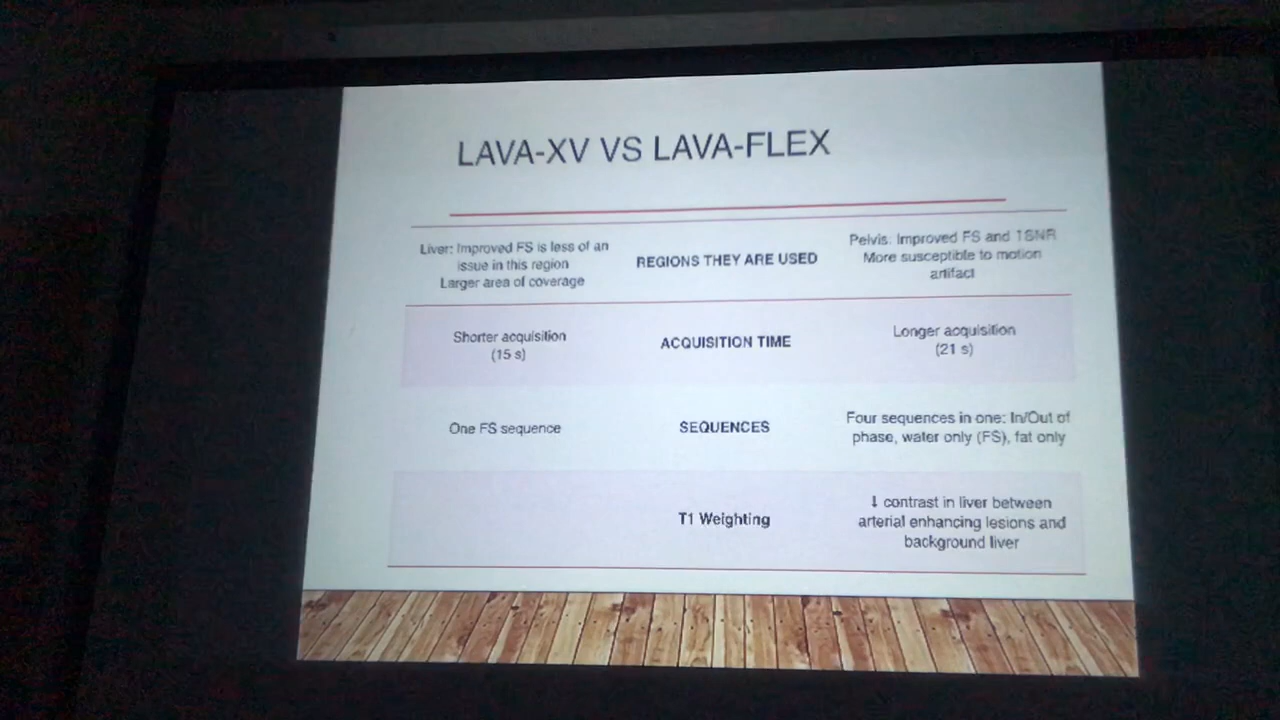 LAVA-XV VS LAVA-FLEX
Liver: Improved FS is less of an
issue in this region
Larger area of coverage
REGIONS THEY ARE USED
Pelvis: Improved FS and
More susceptible to motion
artifact
Shorter acquisition
(15 s)
ACQUISITION TIME
Longer acquisition
(21 s)
One FS sequence
SEQUENCES
Four sequences in one: In/Out of
phase, water only (FS), fat only
T1 Weighting
↓ contrast in liver between
arterial enhancing lesions and
background liver